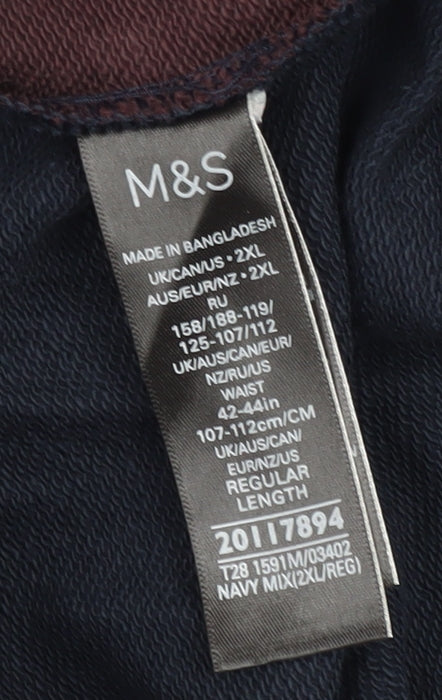 M&S
MADE IN BANGLADESH
UK/CAN/US • 2XL
AUS/EUR/NZ • 2XL
RU
158/188-119/
125-107/112
UK/AUS/CAN/EUR/
NZ/RU/US
WAIST
42-44in
107-112cm/CM
UK/AUS/CAN/
EUR/NZ/US
REGULAR
LENGTH
20117894
T28 1591M/03402
NAVY MIX(2XL/REG)